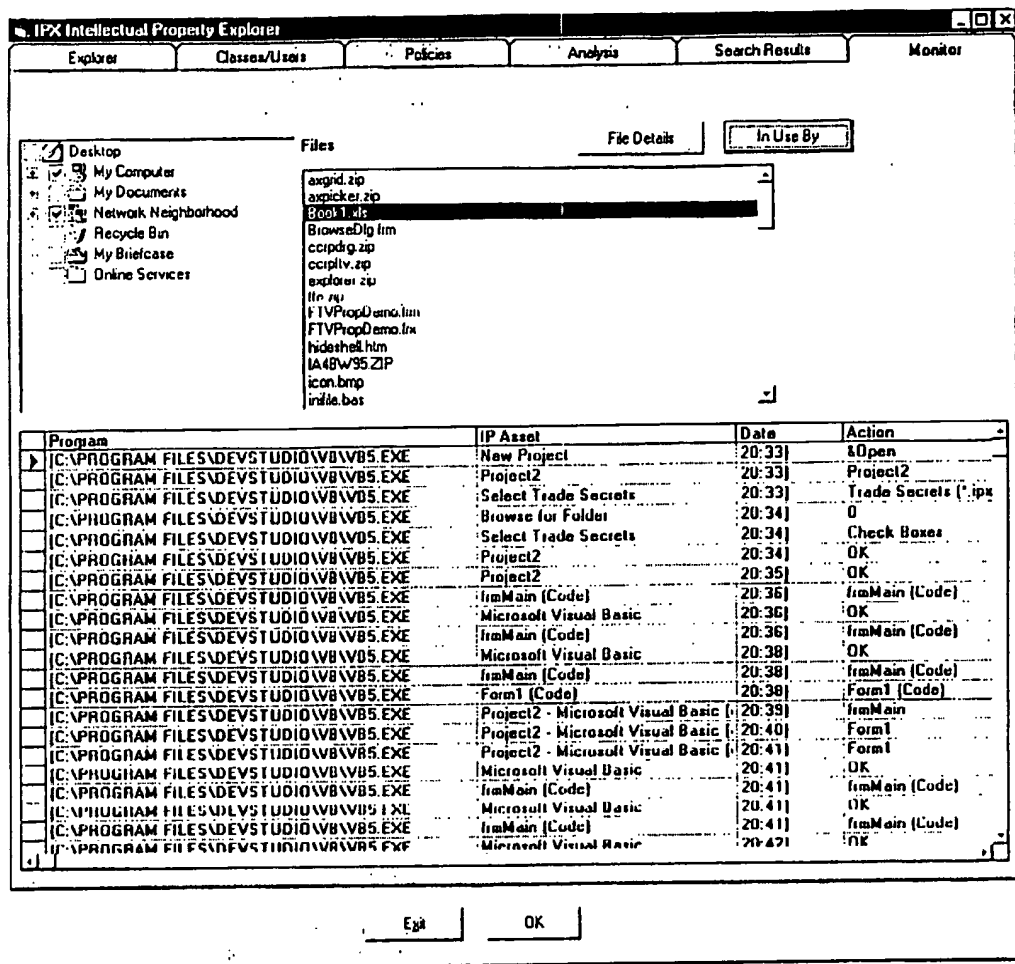 IPX Intellectual Property Explorer
Explorer Classes/Users Policies Analysis Search Results Monitor
Files File Details In Use By
Desktop
My Computer
My Documents
Network Neighborhood
Recycle Bin
My Briefcase
Online Services
axgrid.zip
axpicker.zip
Book1.xls
BrowseDlg.frm
ccrpdrg.zip
ccrpltv.zip
explorer.zip
FTVPropDemo.frm
FTVPropDemo.frx
hideshell.htm
IA4BW95.ZIP
icon.bmp
inifile.bas
Program IP Asset Date Action
[C:\PROGRAM FILES\DEVSTUDIO\VB\VB5.EXE New Project 20:33] &Open
[C:\PROGRAM FILES\DEVSTUDIO\VB\VB5.EXE Project2 20:33] Project2
[C:\PROGRAM FILES\DEVSTUDIO\VB\VB5.EXE Select Trade Secrets 20:33] Trade Secrets (*.ipx
[C:\PROGRAM FILES\DEVSTUDIO\VB\VB5.EXE Browse for Folder 20:34] 0
[C:\PROGRAM FILES\DEVSTUDIO\VB\VB5.EXE Select Trade Secrets 20:34] Check Boxes
[C:\PROGRAM FILES\DEVSTUDIO\VB\VB5.EXE Project2 20:34] OK
[C:\PROGRAM FILES\DEVSTUDIO\VB\VB5.EXE Project2 20:35] OK
[C:\PROGRAM FILES\DEVSTUDIO\VB\VB5.EXE frmMain (Code) 20:36] frmMain (Code)
[C:\PROGRAM FILES\DEVSTUDIO\VB\VB5.EXE Microsoft Visual Basic 20:36] OK
[C:\PROGRAM FILES\DEVSTUDIO\VB\VB5.EXE frmMain (Code) 20:36] frmMain (Code)
[C:\PROGRAM FILES\DEVSTUDIO\VB\VB5.EXE Microsoft Visual Basic 20:38] OK
[C:\PROGRAM FILES\DEVSTUDIO\VB\VB5.EXE frmMain (Code) 20:38] frmMain (Code)
[C:\PROGRAM FILES\DEVSTUDIO\VB\VB5.EXE Form1 (Code) 20:38] Form1 (Code)
[C:\PROGRAM FILES\DEVSTUDIO\VB\VB5.EXE Project2 - Microsoft Visual Basic [ 20:39] frmMain
[C:\PROGRAM FILES\DEVSTUDIO\VB\VB5.EXE Project2 - Microsoft Visual Basic [ 20:40] Form1
[C:\PROGRAM FILES\DEVSTUDIO\VB\VB5.EXE Project2 - Microsoft Visual Basic [ 20:41] Form1
[C:\PROGRAM FILES\DEVSTUDIO\VB\VB5.EXE Microsoft Visual Basic 20:41] OK
[C:\PROGRAM FILES\DEVSTUDIO\VB\VB5.EXE frmMain (Code) 20:41] frmMain (Code)
[C:\PROGRAM FILES\DEVSTUDIO\VB\VB5.EXE Microsoft Visual Basic 20:41] OK
[C:\PROGRAM FILES\DEVSTUDIO\VB\VB5.EXE frmMain (Code) 20:41] frmMain (Code)
[C:\PROGRAM FILES\DEVSTUDIO\VB\VB5.EXE Microsoft Visual Basic 20:42] OK
Exit OK